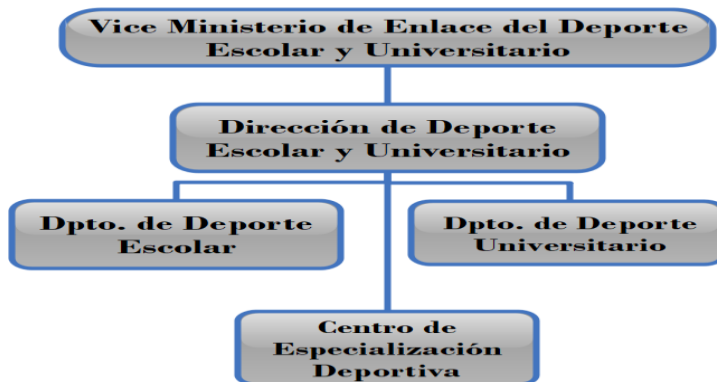 Vice Ministerio de Enlace del Deporte
Escolar y Universitario
Dirección de Deporte
Escolar y Universitario
Dpto. de Deporte
Escolar
Dpto. de Deporte
Universitario
Centro de
Especialización
Deportiva